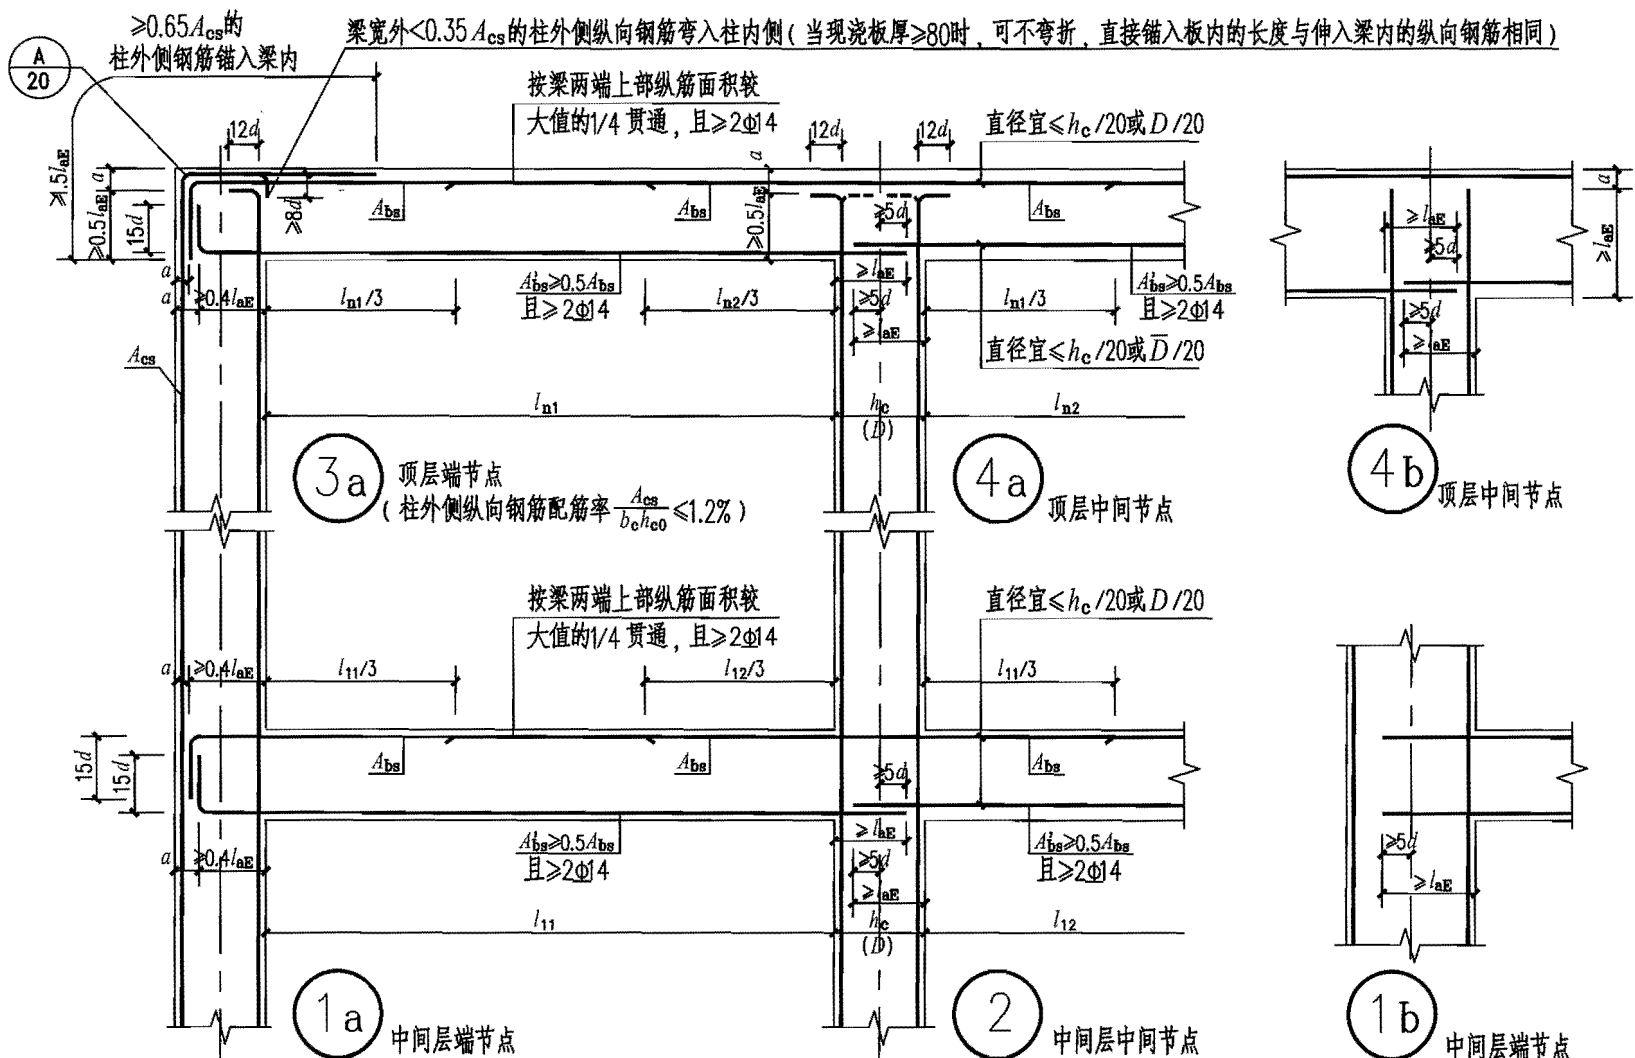 ≥0.65Acs的
柱外侧钢筋锚入梁内
梁宽外<0.35Acs的柱外侧纵向钢筋弯入柱内侧(当现浇板厚≥80时,可不弯折,直接锚入板内的长度与伸入梁内的纵向钢筋相同)
A
20
按梁两端上部纵筋面积较
大值的1/4贯通,且≥2Φ14
直径宜≤hc/20或D/20
12d
12d
12d
a
a
a
≥1.5laE
≥0.5laE
15d
≥8d
Abs
Abs
≥0.5laE
≥5d
Abs
≥laE
≥5d
≥laE
a
a
≥0.4laE
ln1/3
A'bs≥0.5Abs
且≥2Φ14
ln2/3
≥laE
≥5d
≥laE
ln1/3
A'bs≥0.5Abs
且≥2Φ14
≥5d
≥laE
Acs
直径宜≤hc/20或D/20
ln1
hc
(D)
ln2
3a
顶层端节点
(柱外侧纵向钢筋配筋率Acs/bchc0≤1.2%)
4a
顶层中间节点
4b
顶层中间节点
按梁两端上部纵筋面积较
大值的1/4贯通,且≥2Φ14
直径宜≤hc/20或D/20
a
≥0.4laE
l11/3
l12/3
l11/3
15d
15d
Abs
Abs
≥5d
Abs
a
≥0.4laE
A'bs≥0.5Abs
且≥2Φ14
≥laE
≥5d
≥laE
A'bs≥0.5Abs
且≥2Φ14
≥5d
≥laE
l11
hc
(D)
l12
1a
中间层端节点
2
中间层中间节点
1b
中间层端节点